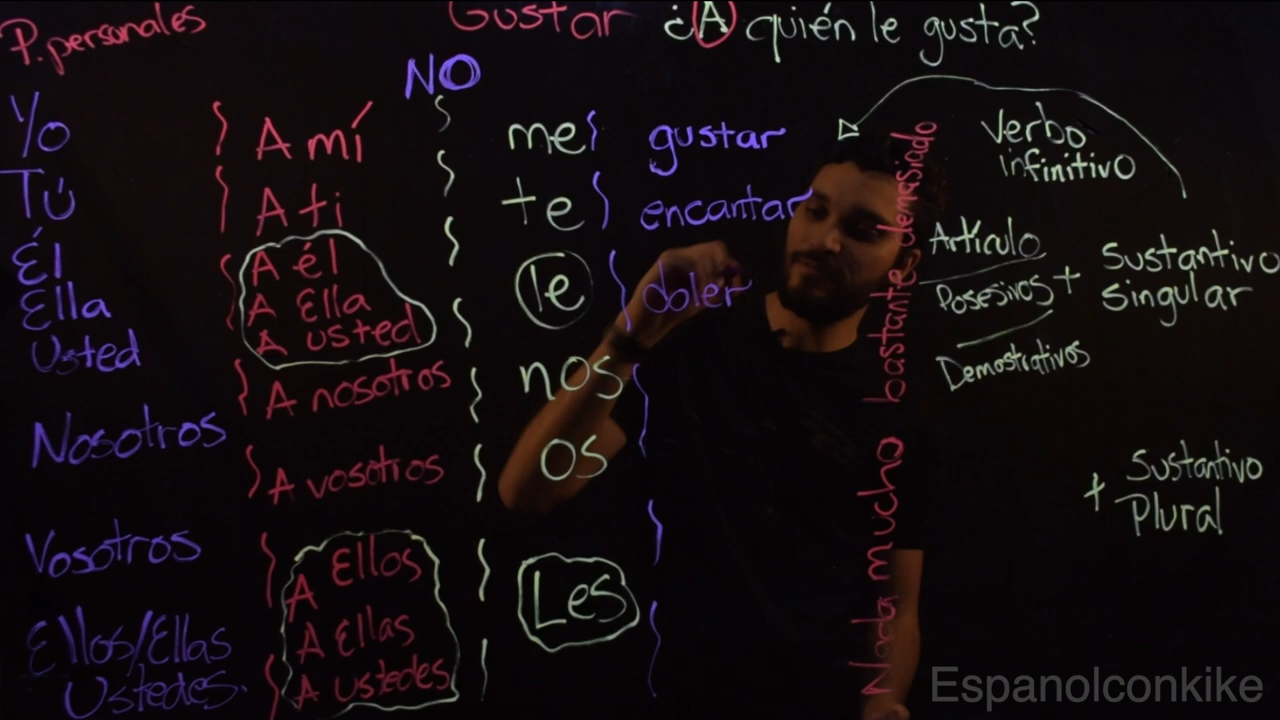 P. personales
Gustar
¿A quién le gusta?
NO
Yo
Tú
Él
Ella
Usted
Nosotros
Vosotros
Ellos/Ellas
Ustedes.
A mí
A ti
A él
A Ella
A usted
A nosotros
A vosotros
A Ellos
A Ellas
A ustedes
me
te
le
nos
os
Les
gustar
encantar
doler
Nada mucho bastante demasiado
Verbo
infinitivo
Artículo
Posesivos +
Demostrativos
Sustantivo
Singular
+ Sustantivo
Plural
Espanolconkike